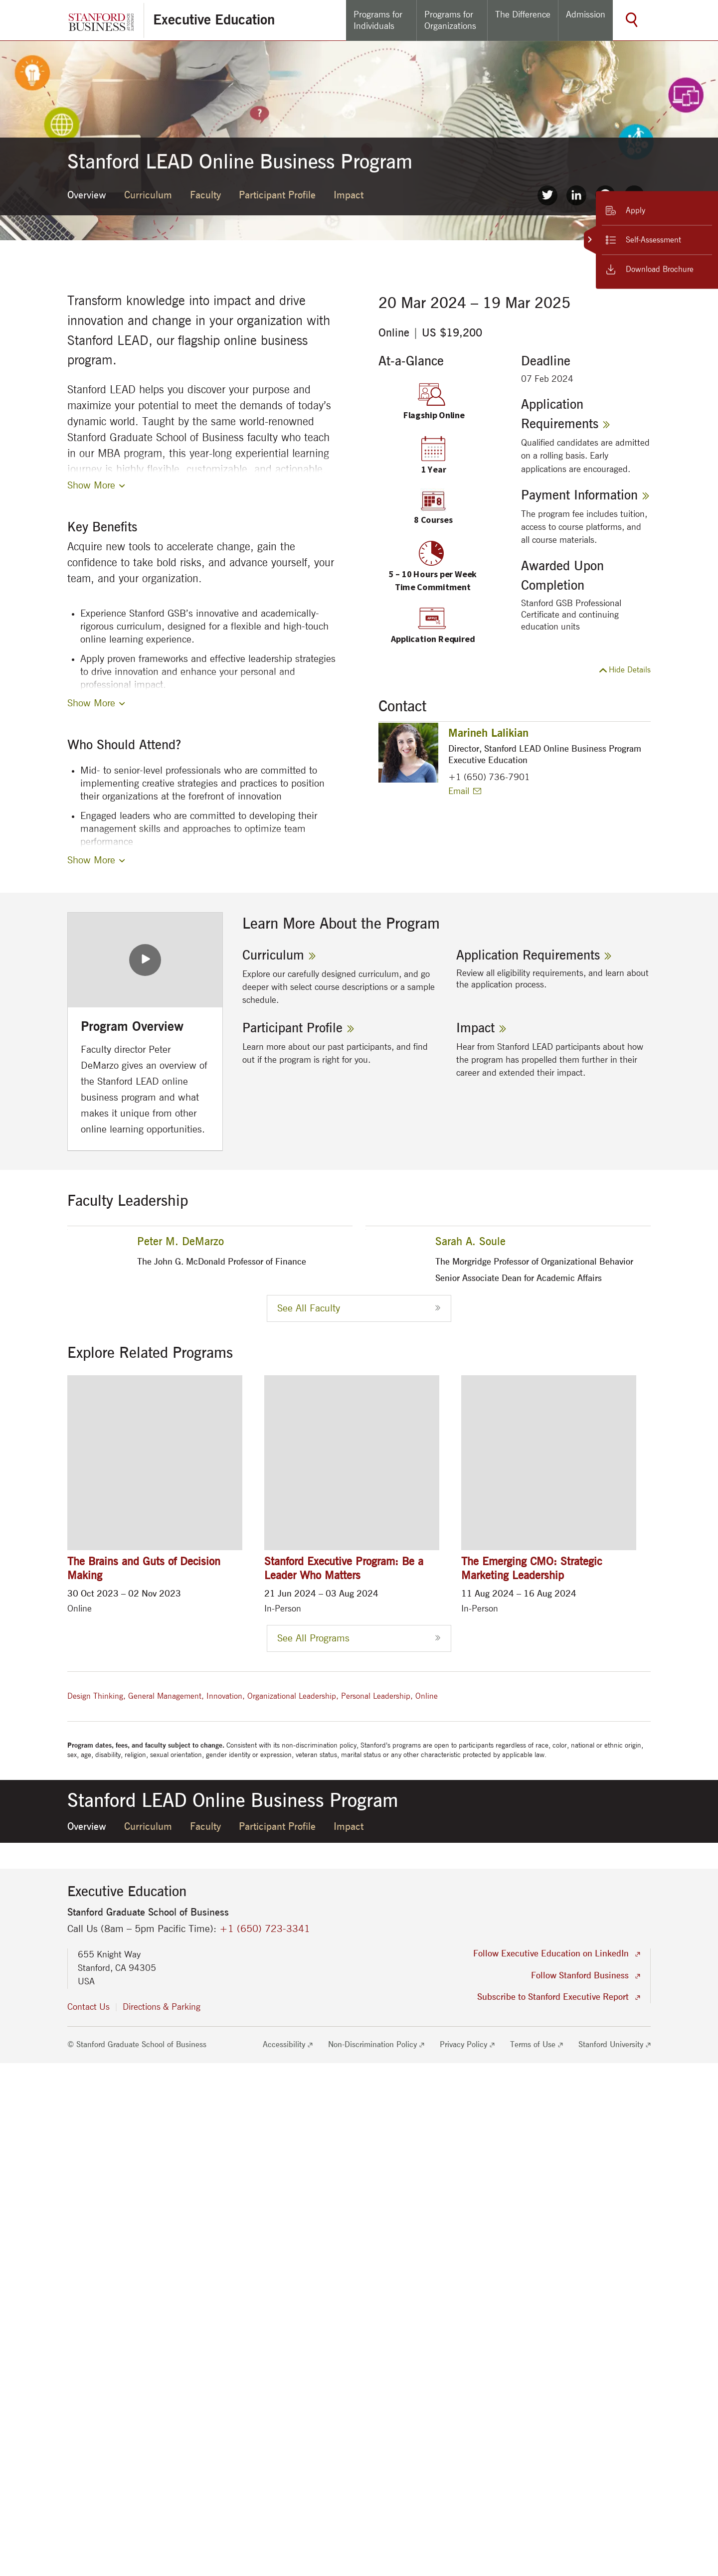 STANFORD
BUSINESS
Executive Education
Programs for
Individuals
Programs for
Organizations
The Difference
Admission
?
Stanford LEAD Online Business Program
Overview
Curriculum
Faculty
Participant Profile
Impact
Apply
Self-Assessment
Download Brochure
Transform knowledge into impact and drive
innovation and change in your organization with
Stanford LEAD, our flagship online business
program.
Stanford LEAD helps you discover your purpose and
maximize your potential to meet the demands of today's
dynamic world. Taught by the same world-renowned
Stanford Graduate School of Business faculty who teach
in our MBA program, this year-long experiential learning
journey is highly flexible, customizable, and actionable
Show More
Key Benefits
Acquire new tools to accelerate change, gain the
confidence to take bold risks, and advance yourself, your
team, and your organization.
• Experience Stanford GSB's innovative and academically-
rigorous curriculum, designed for a flexible and high-touch
online learning experience.
• Apply proven frameworks and effective leadership strategies
to drive innovation and enhance your personal and
professional impact.
Show More
Who Should Attend?
• Mid- to senior-level professionals who are committed to
implementing creative strategies and practices to position
their organizations at the forefront of innovation
• Engaged leaders who are committed to developing their
management skills and approaches to optimize team
performance
Show More
20 Mar 2024 – 19 Mar 2025
Online | US $19,200
At-a-Glance
Flagship Online
1 Year
8
8 Courses
5 – 10 Hours per Week
Time Commitment
Application Required
Deadline
07 Feb 2024
Application
Requirements »
Qualified candidates are admitted
on a rolling basis. Early
applications are encouraged.
Payment Information »
The program fee includes tuition,
access to course platforms, and
all course materials.
Awarded Upon
Completion
Stanford GSB Professional
Certificate and continuing
education units
Hide Details
Contact
Marineh Lalikian
Director, Stanford LEAD Online Business Program
Executive Education
+1 (650) 736-7901
Email
Program Overview
Faculty director Peter
DeMarzo gives an overview of
the Stanford LEAD online
business program and what
makes it unique from other
online learning opportunities.
Learn More About the Program
Curriculum »
Explore our carefully designed curriculum, and go
deeper with select course descriptions or a sample
schedule.
Application Requirements »
Review all eligibility requirements, and learn about
the application process.
Participant Profile »
Learn more about our past participants, and find
out if the program is right for you.
Impact »
Hear from Stanford LEAD participants about how
the program has propelled them further in their
career and extended their impact.
Faculty Leadership
Peter M. DeMarzo
The John G. McDonald Professor of Finance
Sarah A. Soule
The Morgridge Professor of Organizational Behavior
Senior Associate Dean for Academic Affairs
See All Faculty »
Explore Related Programs
The Brains and Guts of Decision
Making
30 Oct 2023 – 02 Nov 2023
Online
Stanford Executive Program: Be a
Leader Who Matters
21 Jun 2024 – 03 Aug 2024
In-Person
The Emerging CMO: Strategic
Marketing Leadership
11 Aug 2024 – 16 Aug 2024
In-Person
See All Programs »
Design Thinking, General Management, Innovation, Organizational Leadership, Personal Leadership, Online
Program dates, fees, and faculty subject to change. Consistent with its non-discrimination policy, Stanford's programs are open to participants regardless of race, color, national or ethnic origin,
sex, age, disability, religion, sexual orientation, gender identity or expression, veteran status, marital status or any other characteristic protected by applicable law.
Stanford LEAD Online Business Program
Overview
Curriculum
Faculty
Participant Profile
Impact
Executive Education
Stanford Graduate School of Business
Call Us (8am – 5pm Pacific Time): +1 (650) 723-3341
655 Knight Way
Stanford, CA 94305
USA
Contact Us
Directions & Parking
Follow Executive Education on LinkedIn
Follow Stanford Business
Subscribe to Stanford Executive Report
© Stanford Graduate School of Business
Accessibility
Non-Discrimination Policy
Privacy Policy
Terms of Use
Stanford University